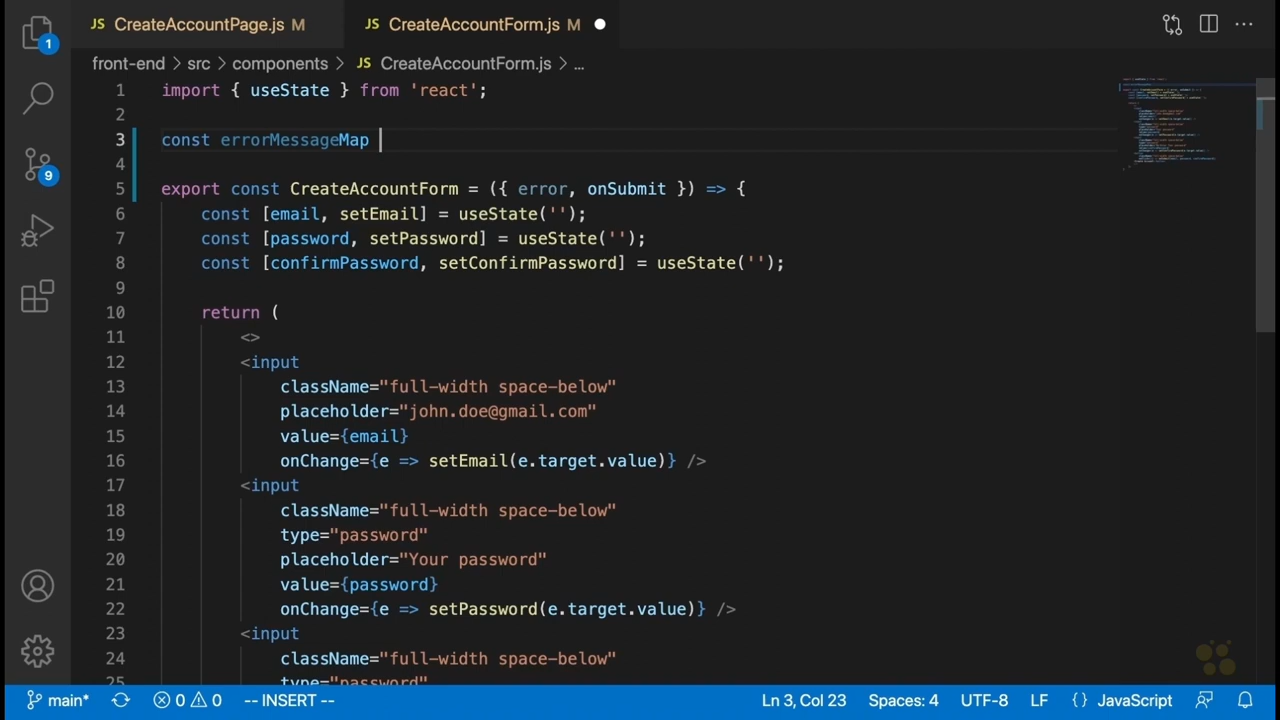 JS CreateAccountPage.js M JS CreateAccountForm.js M
1
front-end > src > components > JS CreateAccountForm.js > ...
1 import { useState } from 'react';
2
3 const errorMessageMap
4
9
5 export const CreateAccountForm = ({ error, onSubmit }) => {
6 const [email, setEmail] = useState('');
7 const [password, setPassword] = useState('');
8 const [confirmPassword, setConfirmPassword] = useState('');
9
10 return (
11 <>
12 <input
13 className="full-width space-below"
14 placeholder="john.doe@gmail.com"
15 value={email}
16 onChange={e => setEmail(e.target.value)} />
17 <input
18 className="full-width space-below"
19 type="password"
20 placeholder="Your password"
21 value={password}
22 onChange={e => setPassword(e.target.value)} />
23 <input
24 className="full-width space-below"
25 type="password"
main* 0 0 -- INSERT -- Ln 3, Col 23 Spaces: 4 UTF-8 LF {} JavaScript